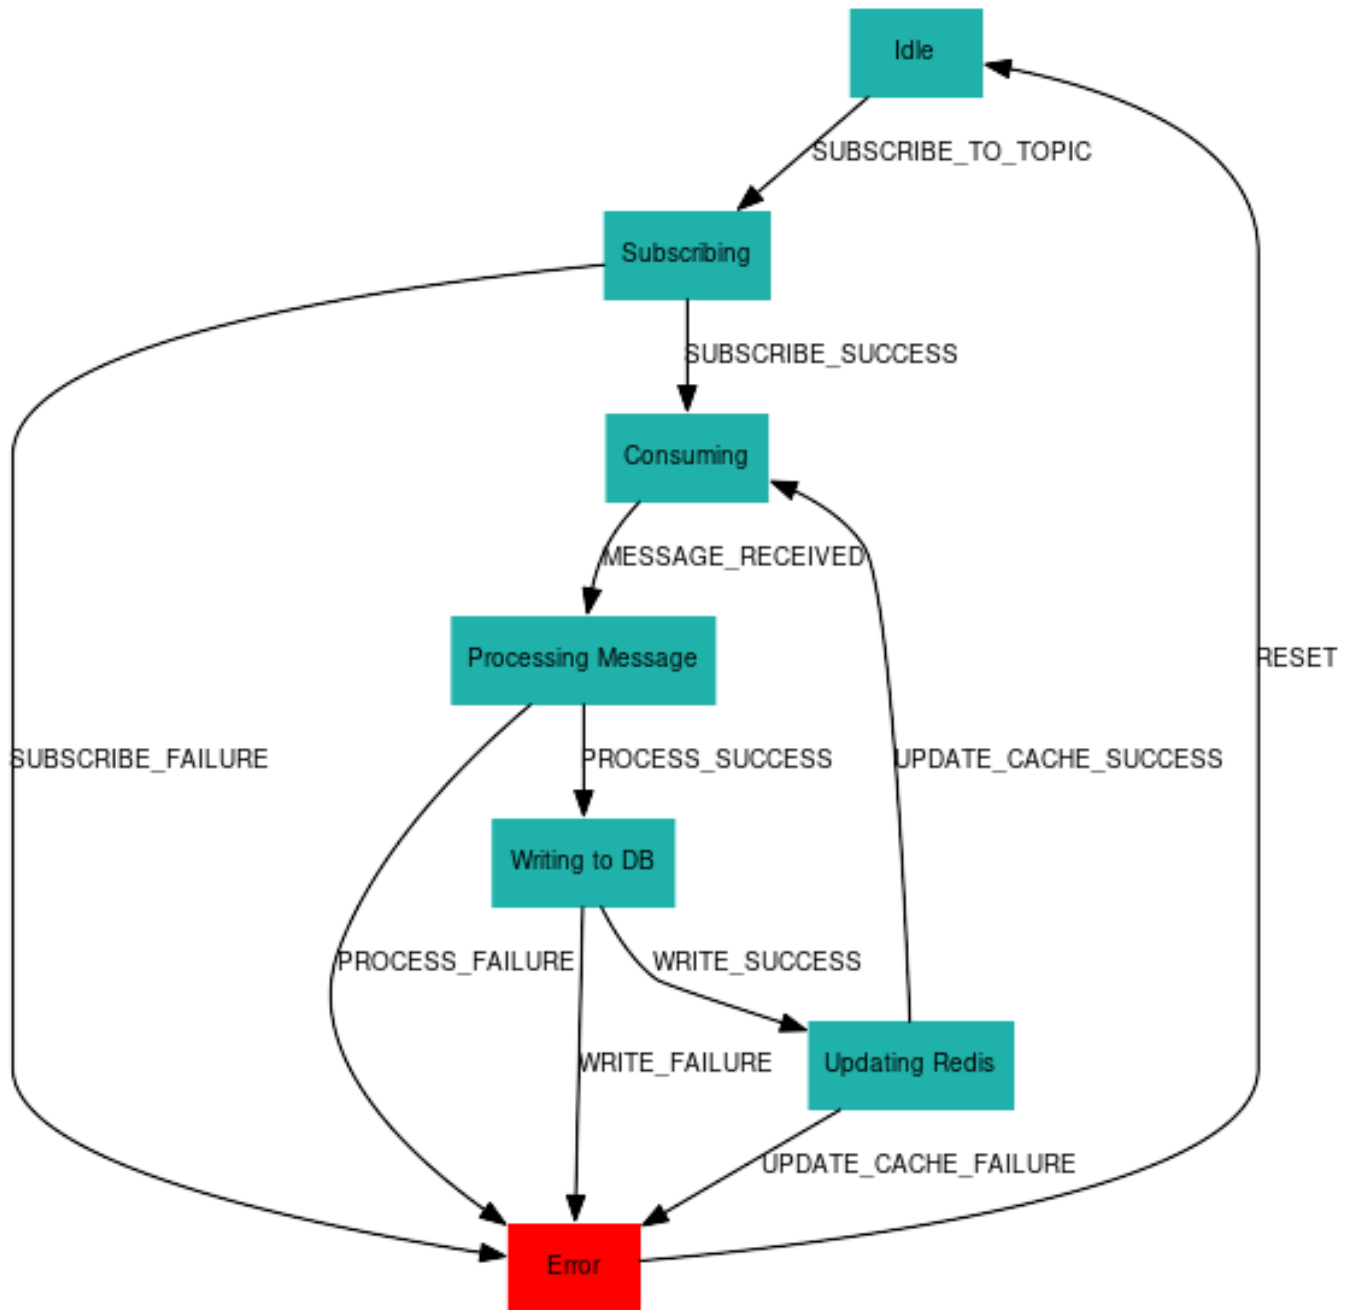 Idle
SUBSCRIBE_TO_TOPIC
Subscribing
SUBSCRIBE_SUCCESS
Consuming
MESSAGE_RECEIVED
Processing Message
RESET
SUBSCRIBE_FAILURE
PROCESS_SUCCESS
UPDATE_CACHE_SUCCESS
Writing to DB
PROCESS_FAILURE
WRITE_SUCCESS
WRITE_FAILURE
Updating Redis
UPDATE_CACHE_FAILURE
Error